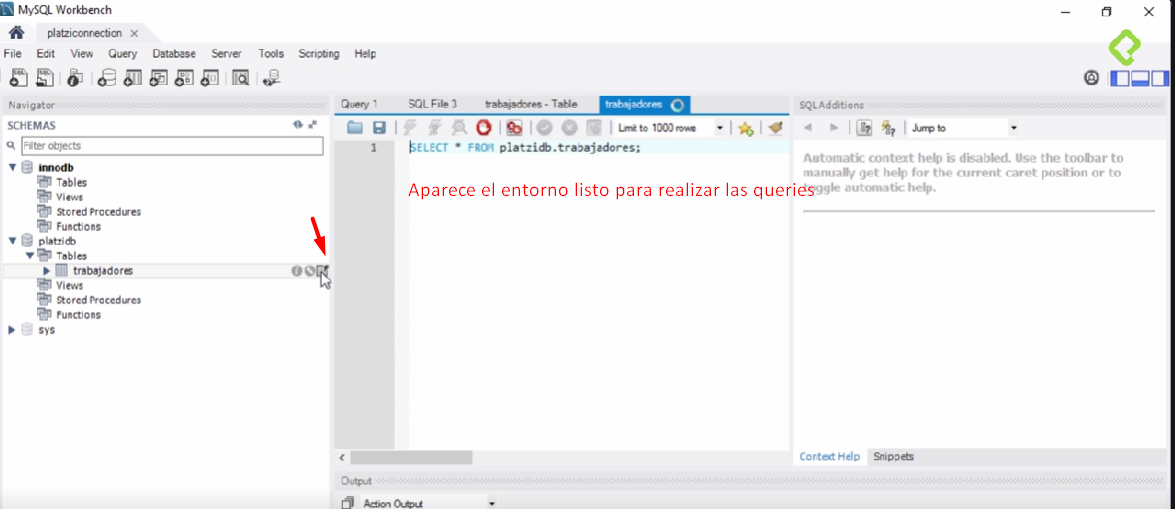 MySQL Workbench
platziconnection
File Edit View Query Database Server Tools Scripting Help
Navigator
SCHEMAS
Filter objects
innodb
Tables
Views
Stored Procedures
Functions
platzidb
Tables
trabajadores
Views
Stored Procedures
Functions
sys
Query 1 SQL File 3 trabajadores - Table trabajadores
Limit to 1000 rows
1 SELECT * FROM platzidb.trabajadores;
Aparece el entorno listo para realizar las queries
SQLAdditions
Jump to
Automatic context help is disabled. Use the toolbar to
manually get help for the current caret position or to
toggle automatic help.
Context Help Snippets
Output
Action Output